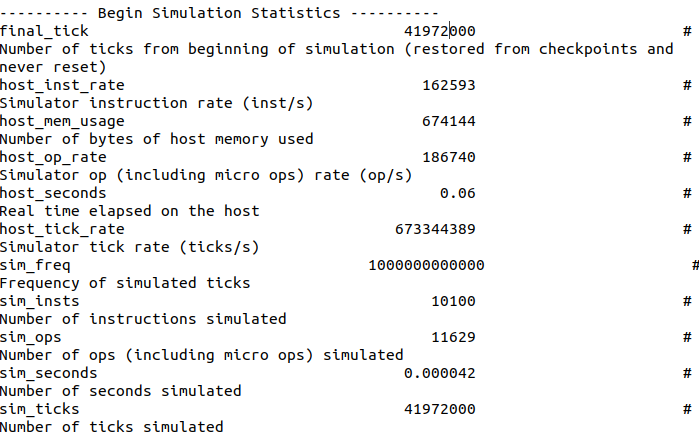 ---------- Begin Simulation Statistics ----------
final_tick 41972000 #
Number of ticks from beginning of simulation (restored from checkpoints and
never reset)
host_inst_rate 162593 #
Simulator instruction rate (inst/s)
host_mem_usage 674144 #
Number of bytes of host memory used
host_op_rate 186740 #
Simulator op (including micro ops) rate (op/s)
host_seconds 0.06 #
Real time elapsed on the host
host_tick_rate 673344389 #
Simulator tick rate (ticks/s)
sim_freq 1000000000000 #
Frequency of simulated ticks
sim_insts 10100 #
Number of instructions simulated
sim_ops 11629 #
Number of ops (including micro ops) simulated
sim_seconds 0.000042 #
Number of seconds simulated
sim_ticks 41972000 #
Number of ticks simulated